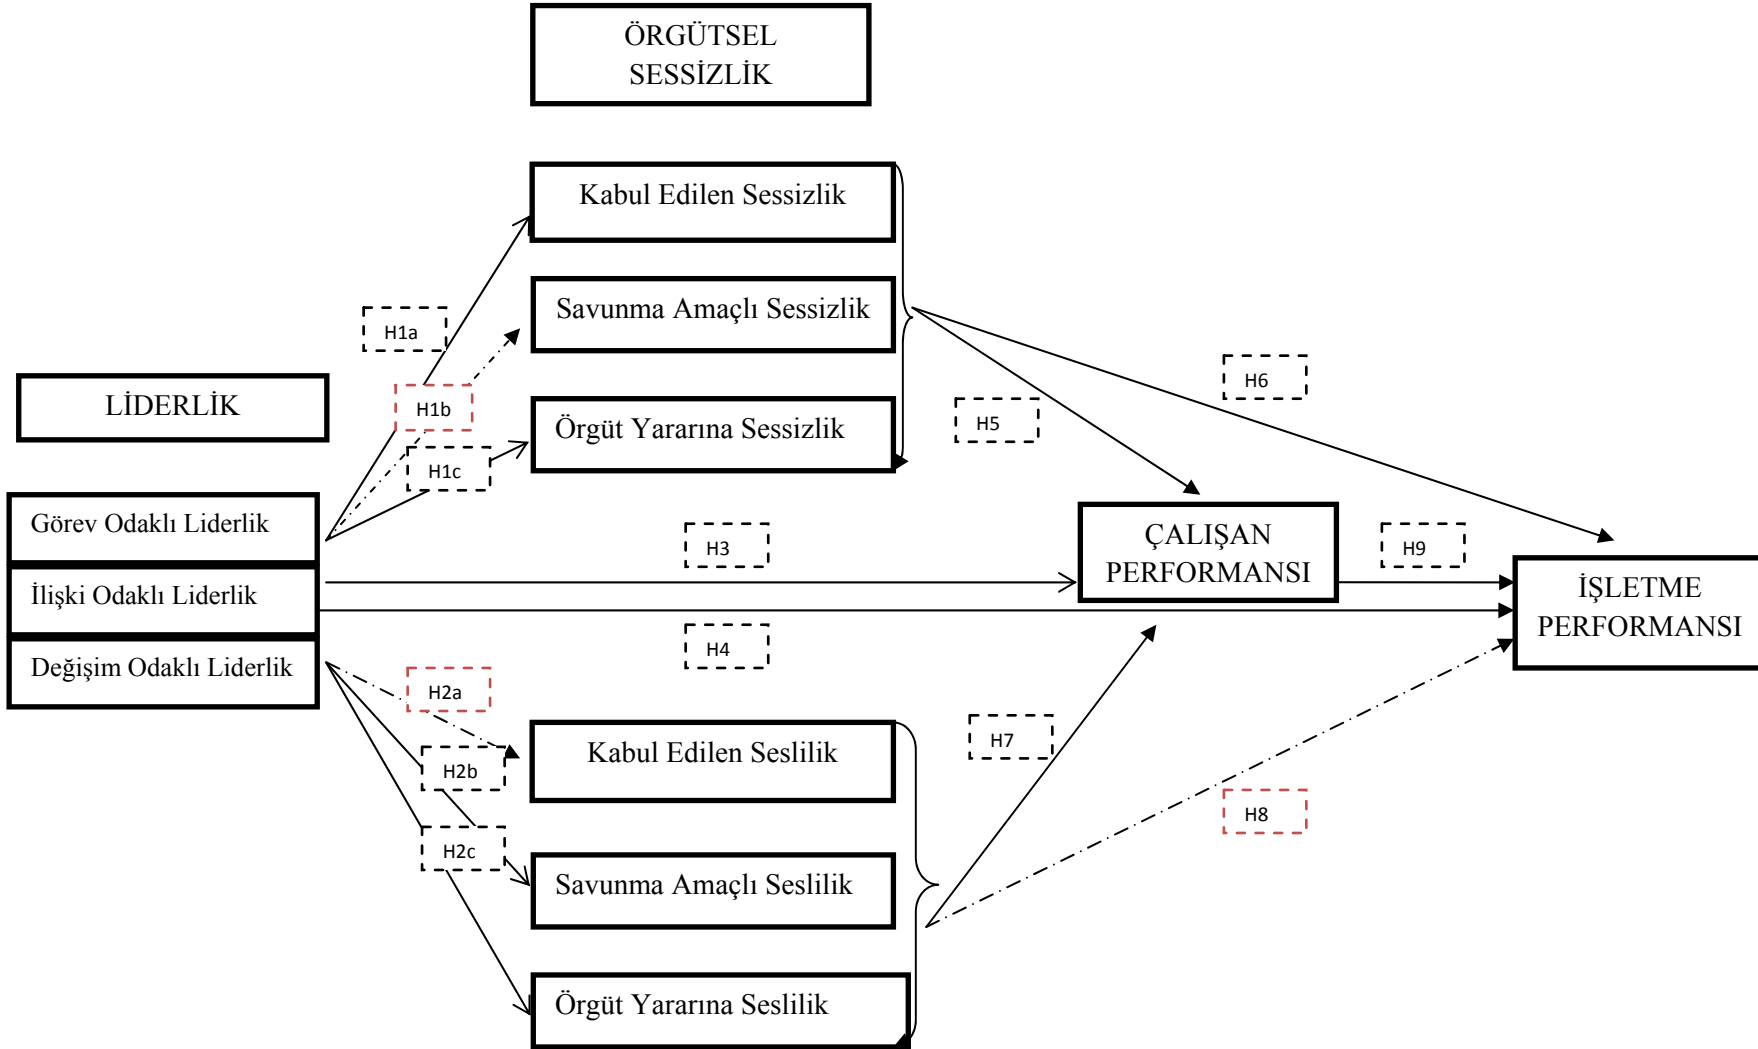 ÖRGÜTSEL
SESSİZLİK
Kabul Edilen Sessizlik
Savunma Amaçlı Sessizlik
Örgüt Yararına Sessizlik
H1a
H1b
H1c
LİDERLİK
Görev Odaklı Liderlik
İlişki Odaklı Liderlik
Değişim Odaklı Liderlik
H5
H6
H3
H4
ÇALIŞAN
PERFORMANSI
H9
İŞLETME
PERFORMANSI
H2a
H2b
H2c
Kabul Edilen Seslilik
Savunma Amaçlı Seslilik
Örgüt Yararına Seslilik
H7
H8